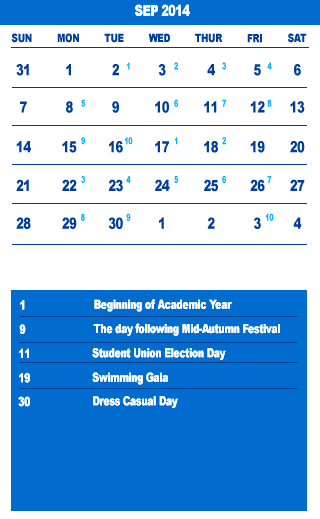 SEP 2014
SUN MON TUE WED THUR FRI SAT
31 1 2 1 3 2 4 3 5 4 6
7 8 5 9 10 6 11 7 12 8 13
14 15 9 16 10 17 1 18 2 19 20
21 22 3 23 4 24 5 25 6 26 7 27
28 29 8 30 9 1 2 3 10 4
1 Beginning of Academic Year
9 The day following Mid-Autumn Festival
11 Student Union Election Day
19 Swimming Gala
30 Dress Casual Day